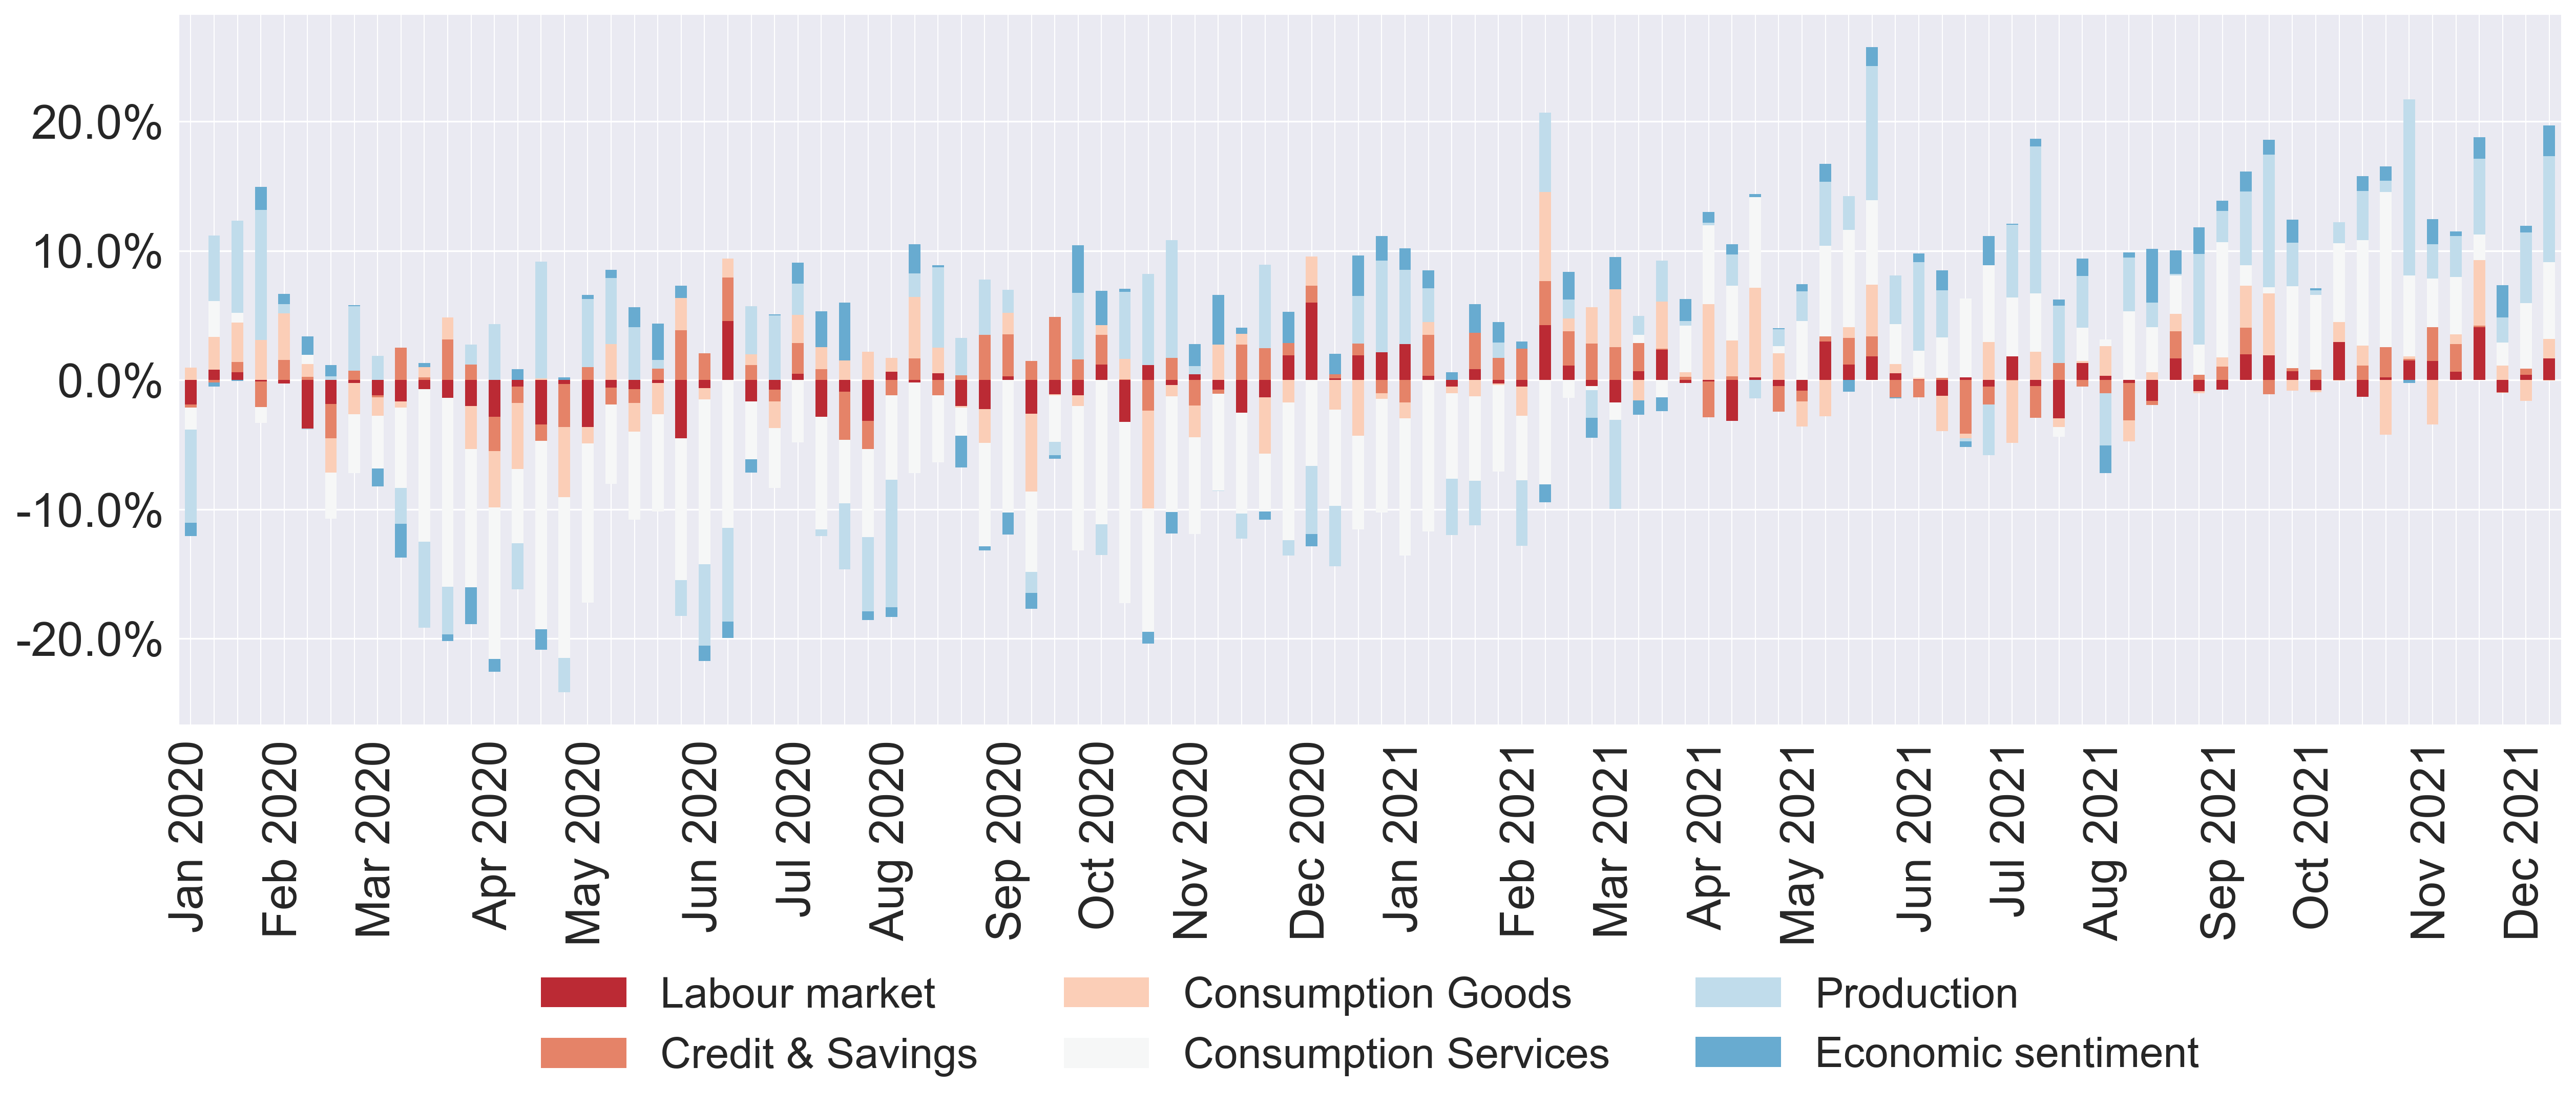 20.0%
10.0%
0.0%
-10.0%
-20.0%
Jan 2020
Feb 2020
Mar 2020
Apr 2020
May 2020
Jun 2020
Jul 2020
Aug 2020
Sep 2020
Oct 2020
Nov 2020
Dec 2020
Jan 2021
Feb 2021
Mar 2021
Apr 2021
May 2021
Jun 2021
Jul 2021
Aug 2021
Sep 2021
Oct 2021
Nov 2021
Dec 2021
Labour market
Consumption Goods
Production
Credit & Savings
Consumption Services
Economic sentiment